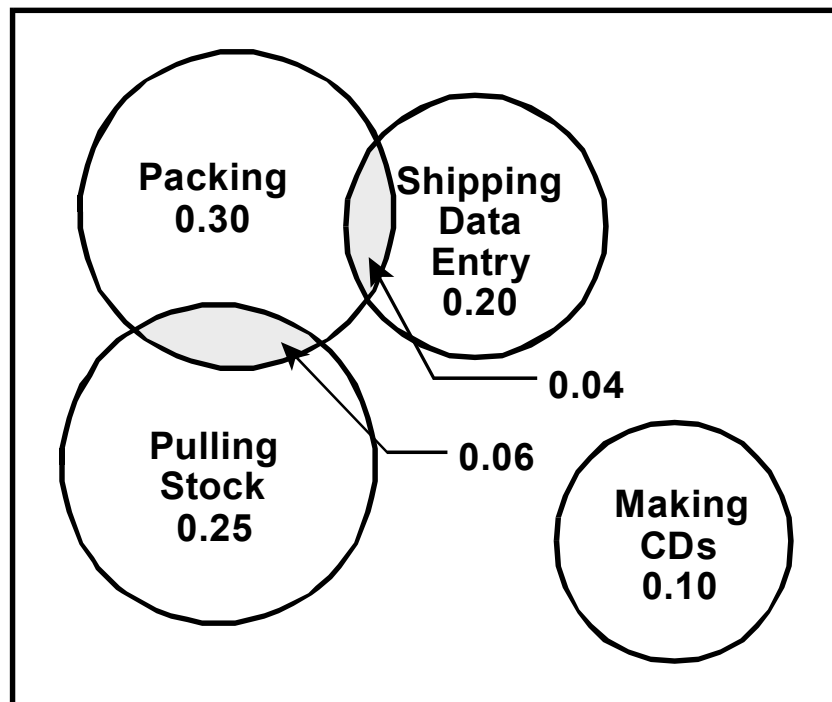 Packing
0.30
Shipping
Data
Entry
0.20
0.04
0.06
Pulling
Stock
0.25
Making
CDs
0.10